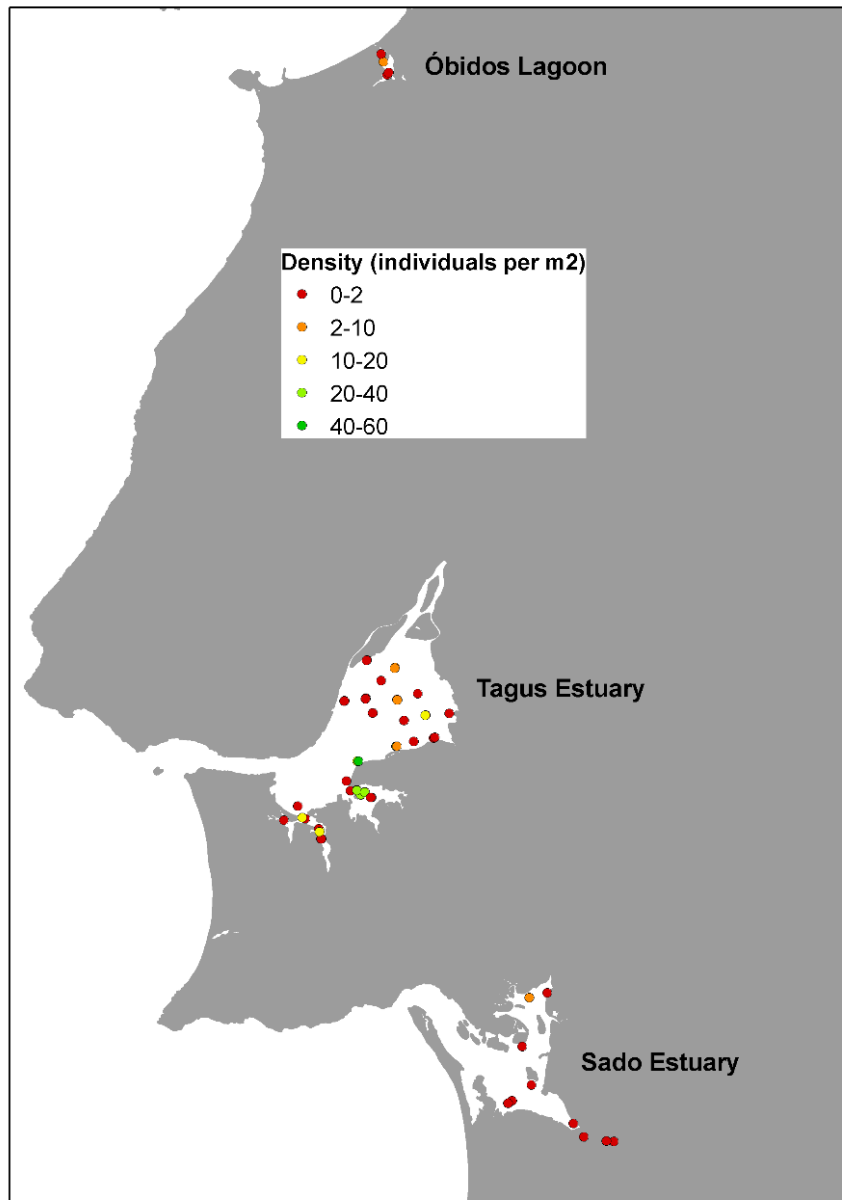 Óbidos Lagoon
Density (individuals per m2)
0-2
2-10
10-20
20-40
40-60
Tagus Estuary
Sado Estuary